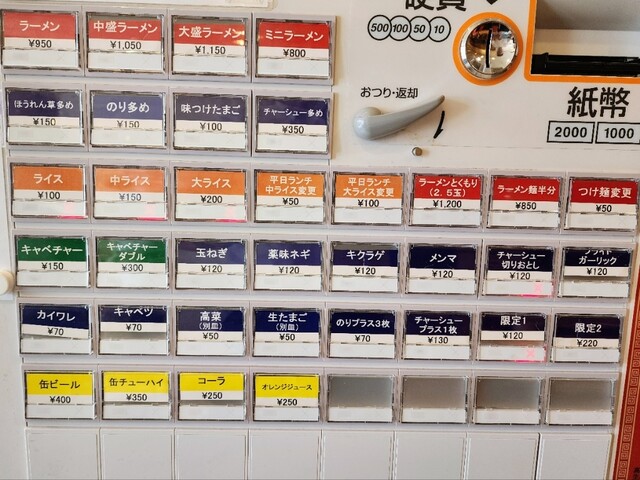 硬貨
500 100 50 10
おつり・返却
紙幣
2000 1000
ラーメン
¥950
中盛ラーメン
¥1,050
大盛ラーメン
¥1,150
ミニラーメン
¥800
ほうれん草多め
¥150
のり多め
¥150
味つけたまご
¥100
チャーシュー多め
¥350
ライス
¥100
中ライス
¥150
大ライス
¥200
平日ランチ
中ライス変更
¥50
平日ランチ
大ライス変更
¥100
ラーメンとくもり
(2.5玉)
¥1,200
ラーメン麺半分
¥850
つけ麺変更
¥50
キャベチャー
¥150
キャベチャー
ダブル
¥300
玉ねぎ
¥120
薬味ネギ
¥120
キクラゲ
¥120
メンマ
¥120
チャーシュー
切りおとし
¥120
フライド
ガーリック
¥120
カイワレ
¥70
キャベツ
¥70
高菜
(別皿)
¥50
生たまご
(別皿)
¥50
のりプラス3枚
¥70
チャーシュー
プラス1枚
¥130
限定1
¥120
限定2
¥220
缶ビール
¥400
缶チューハイ
¥350
コーラ
¥250
オレンジジュース
¥250